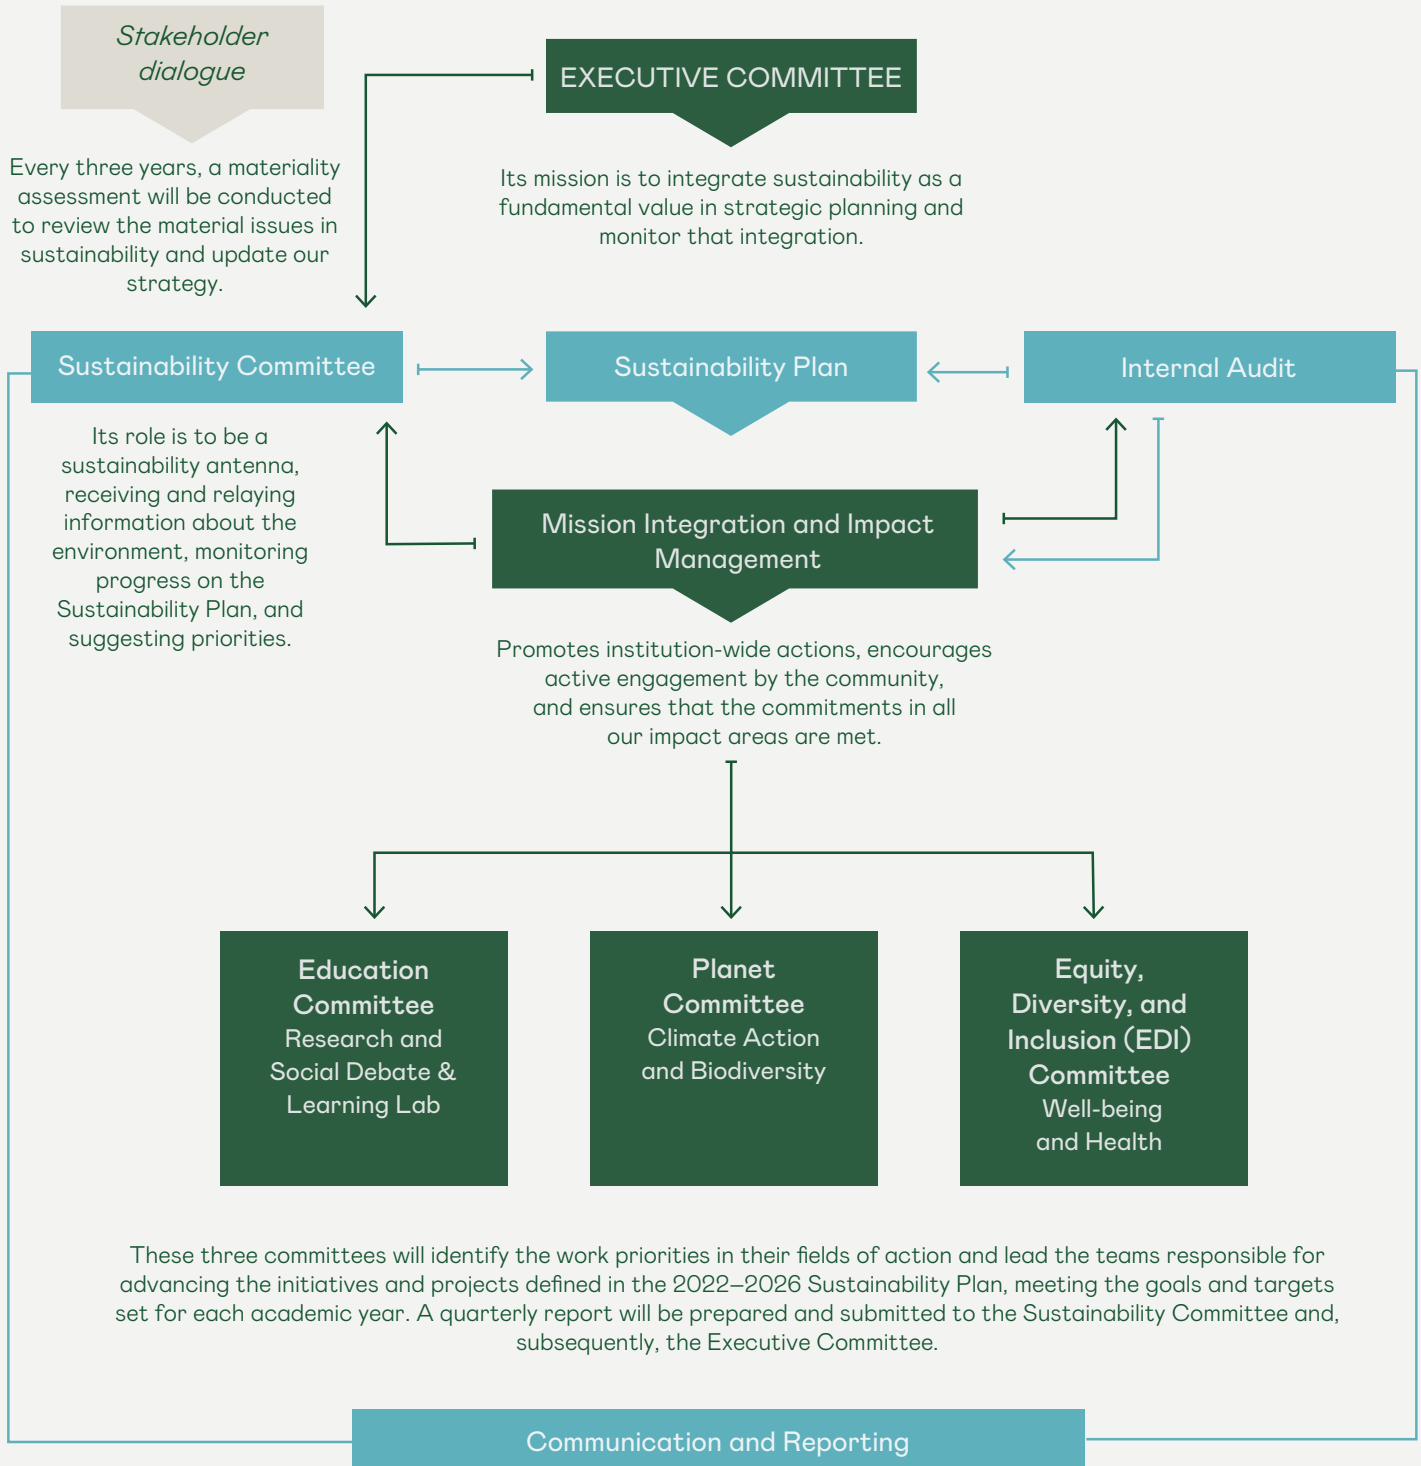 Stakeholder
dialogue
Every three years, a materiality
assessment will be conducted
to review the material issues in
sustainability and update our
strategy.
EXECUTIVE COMMITTEE
Its mission is to integrate sustainability as a
fundamental value in strategic planning and
monitor that integration.
Sustainability Committee
Sustainability Plan
Internal Audit
Its role is to be a
sustainability antenna,
receiving and relaying
information about the
environment, monitoring
progress on the
Sustainability Plan, and
suggesting priorities.
Mission Integration and Impact
Management
Promotes institution-wide actions, encourages
active engagement by the community,
and ensures that the commitments in all
our impact areas are met.
Education
Committee
Research and
Social Debate &
Learning Lab
Planet
Committee
Climate Action
and Biodiversity
Equity,
Diversity, and
Inclusion (EDI)
Committee
Well-being
and Health
These three committees will identify the work priorities in their fields of action and lead the teams responsible for
advancing the initiatives and projects defined in the 2022–2026 Sustainability Plan, meeting the goals and targets
set for each academic year. A quarterly report will be prepared and submitted to the Sustainability Committee and,
subsequently, the Executive Committee.
Communication and Reporting